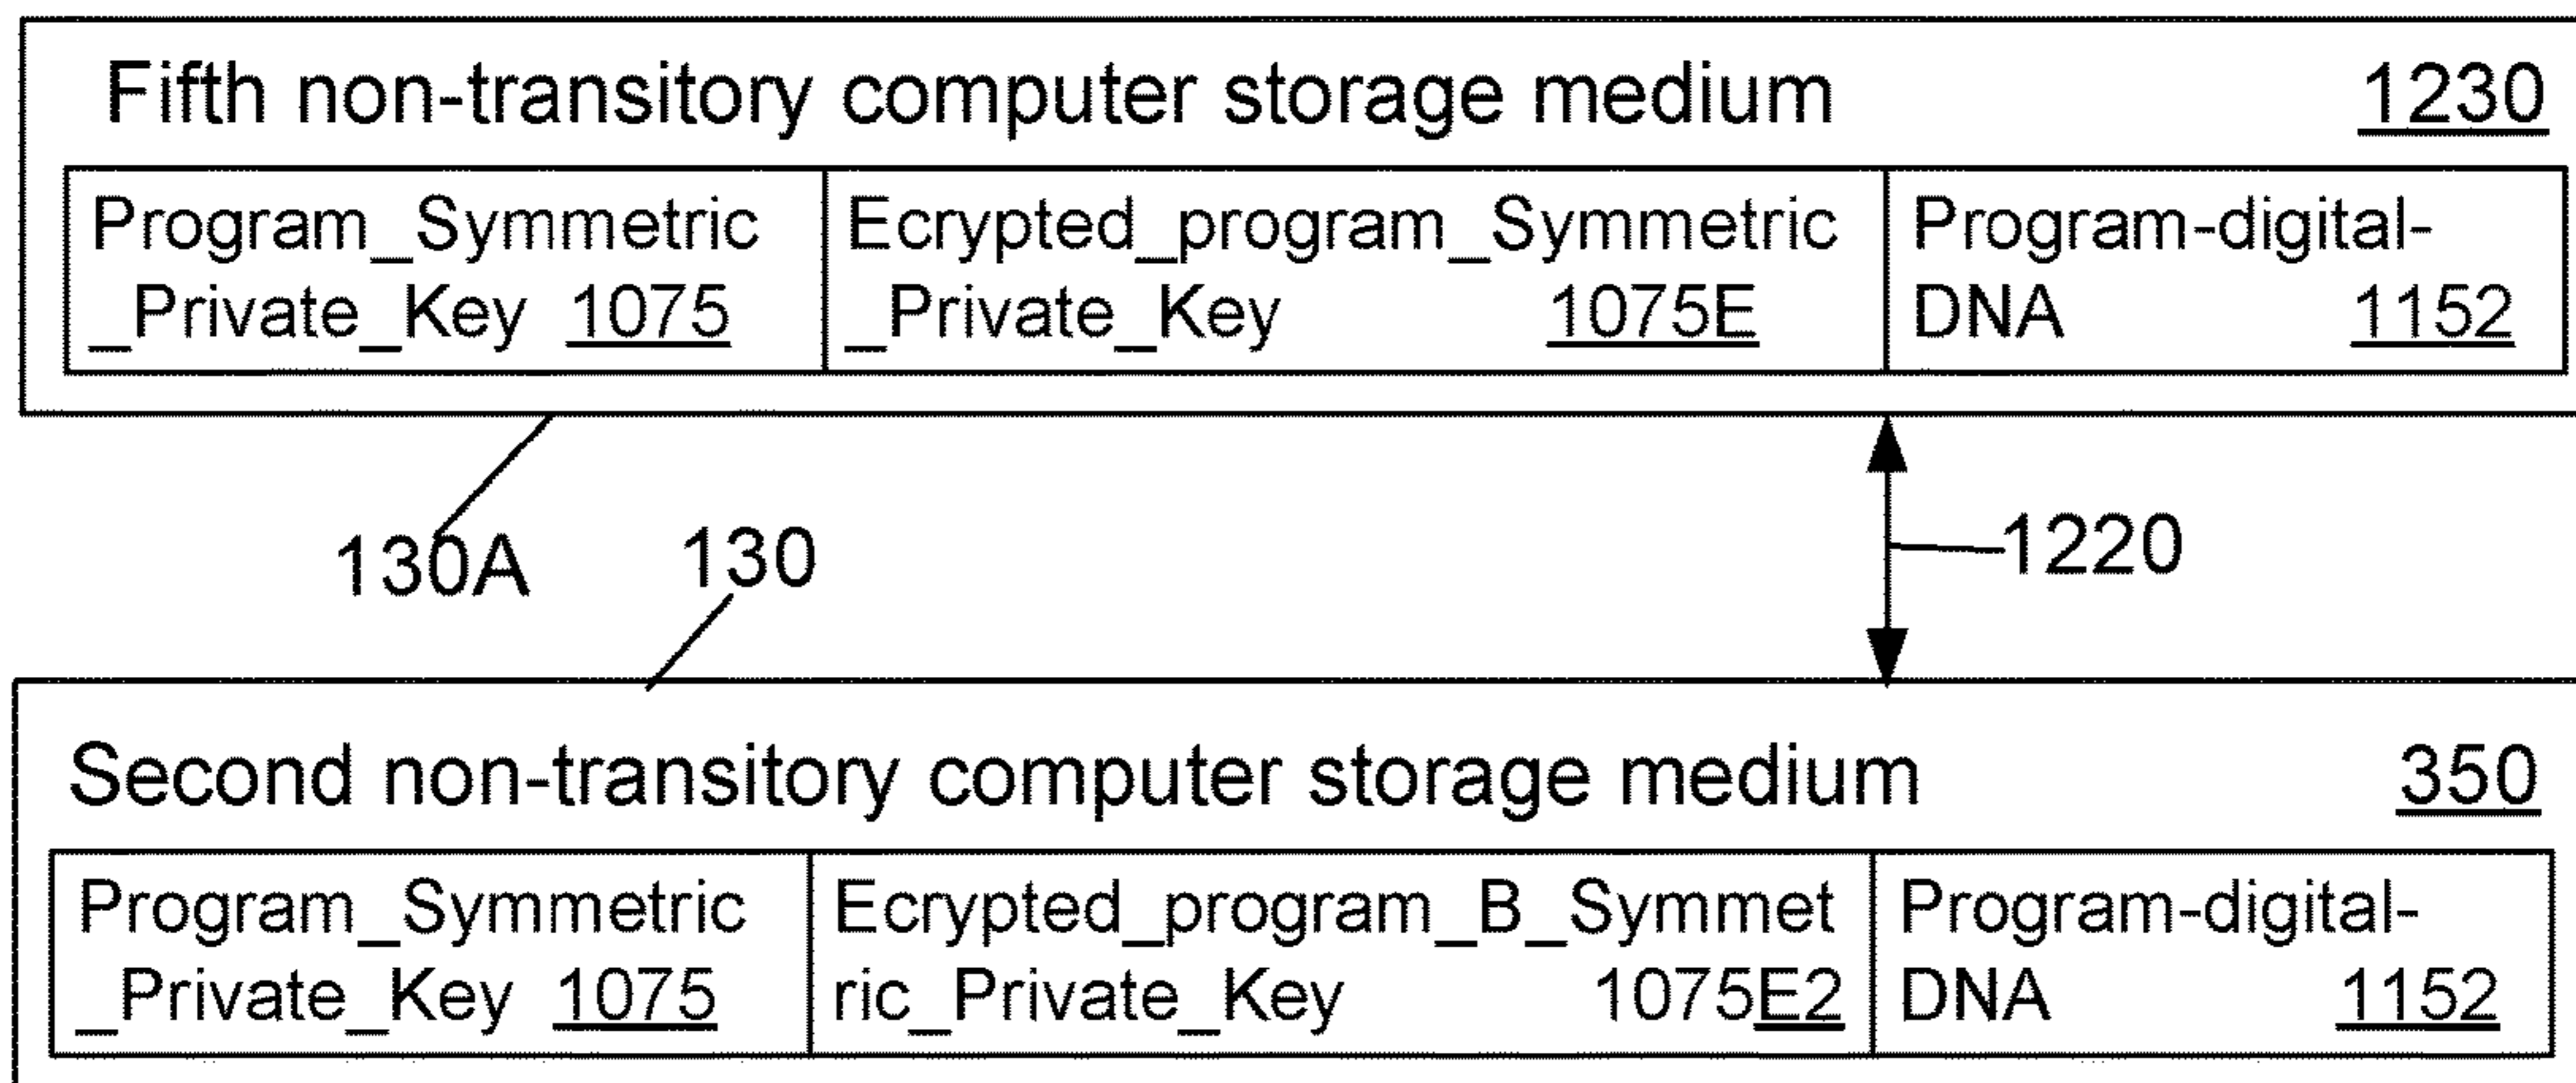 Fifth non-transitory computer storage medium 1230
Program_Symmetric
_Private_Key 1075
Ecrypted_program_Symmetric
_Private_Key 1075E
Program-digital-
DNA 1152
130A 130 1220
Second non-transitory computer storage medium 350
Program_Symmetric
_Private_Key 1075
Ecrypted_program_B_Symmet
ric_Private_Key 1075E2
Program-digital-
DNA 1152